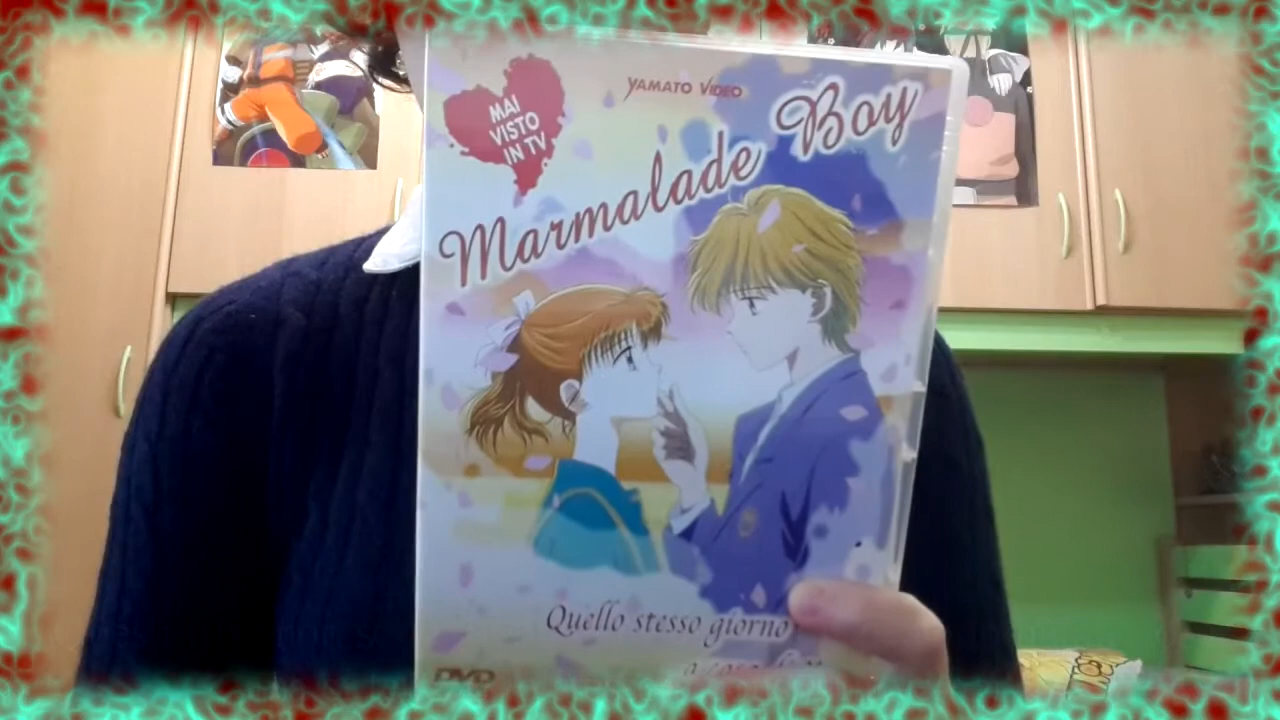 YAMATO VIDEO
MAI
VISTO
IN TV
Marmalade Boy
Quello stesso giorno
DVD